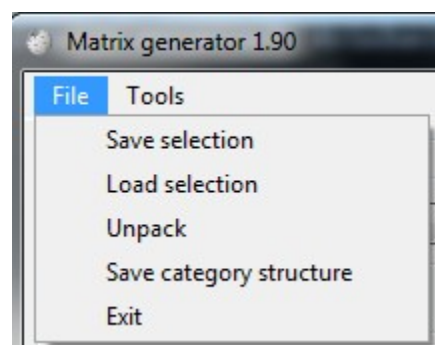 Matrix generator 1.90
File Tools
Save selection
Load selection
Unpack
Save category structure
Exit